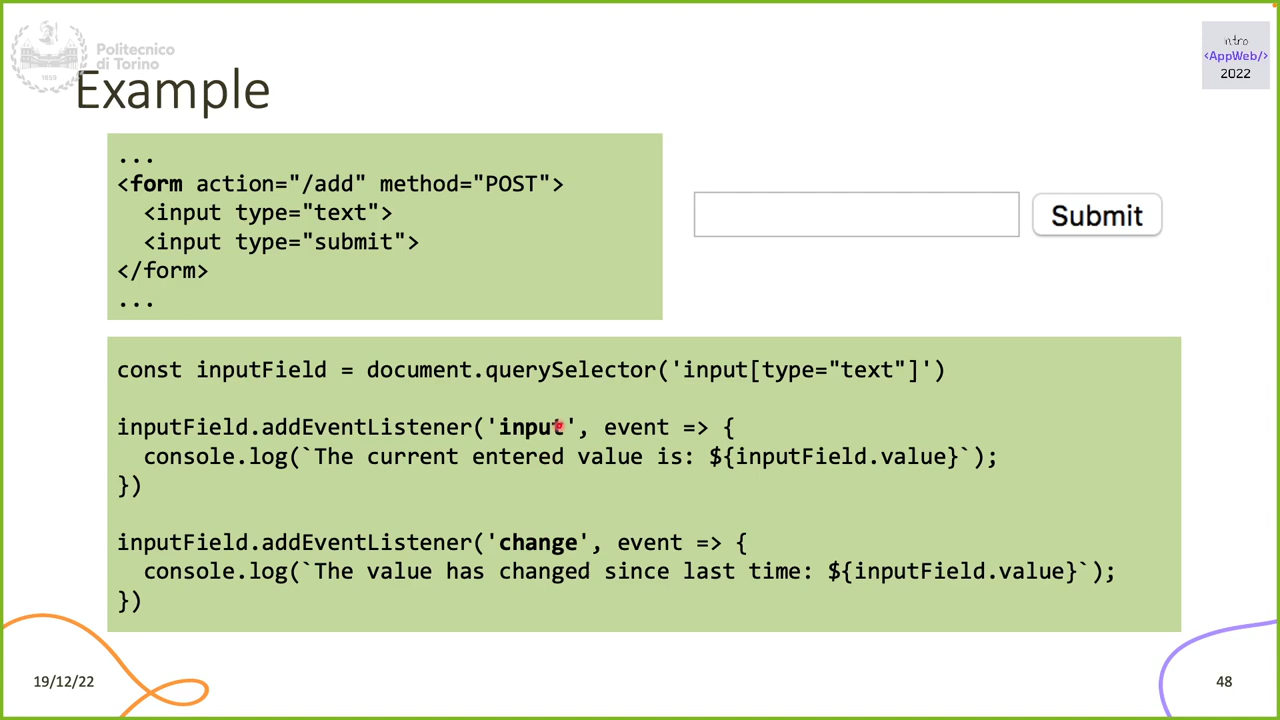 Politecnico
di Torino
1859
intro
<AppWeb/>
2022
Example
...
<form action="/add" method="POST">
<input type="text">
<input type="submit">
</form>
...
Submit
const inputField = document.querySelector('input[type="text"]')
inputField.addEventListener('input', event => {
console.log(`The current entered value is: ${inputField.value}`);
})
inputField.addEventListener('change', event => {
console.log(`The value has changed since last time: ${inputField.value}`);
})
19/12/22
48